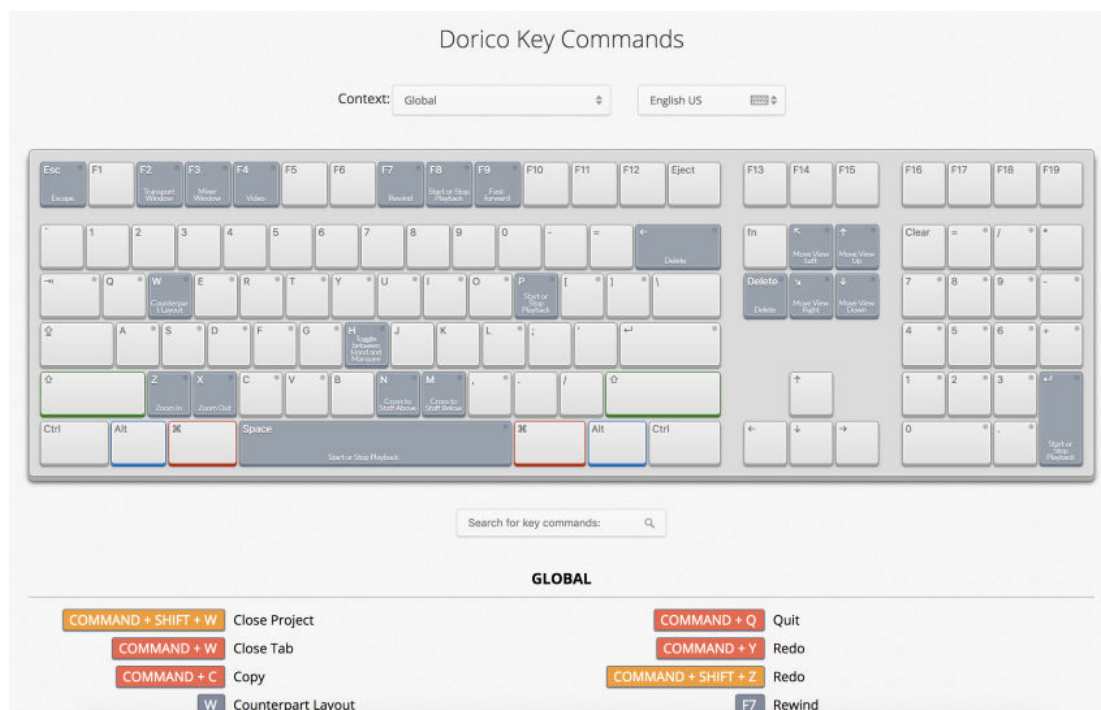 Dorico Key Commands
Context: Global English US
Esc F1 F2 F3 F4 F5 F6 F7 F8 F9 F10 F11 F12 Eject F13 F14 F15 F16 F17 F18 F19
Escape Transport Window Mixer Window Video Rewind Start or Stop Playback Fast-forward
1 2 3 4 5 6 7 8 9 0 - = ← fn ↖ ↑ Clear = / *
Delete Move View Left Move View Up
Q W E R T Y U I O P [ ] \ Delete ↘ ↓ 7 8 9 -
Counterpart Layout Start or Stop Playback Delete Move View Right Move View Down
A S D F G H J K L ; ' 4 5 6 +
Toggle between Hand and Marquee
Z X C V B N M , . / ↑ 1 2 3
Zoom In Zoom Out Cross to Staff Above Cross to Staff Below
Ctrl Alt ⌘ Space ⌘ Alt Ctrl ← ↓ → 0 .
Start or Stop Playback Start or Stop Playback
Search for key commands:
GLOBAL
COMMAND + SHIFT + W Close Project COMMAND + Q Quit
COMMAND + W Close Tab COMMAND + Y Redo
COMMAND + C Copy COMMAND + SHIFT + Z Redo
W Counterpart Layout F7 Rewind